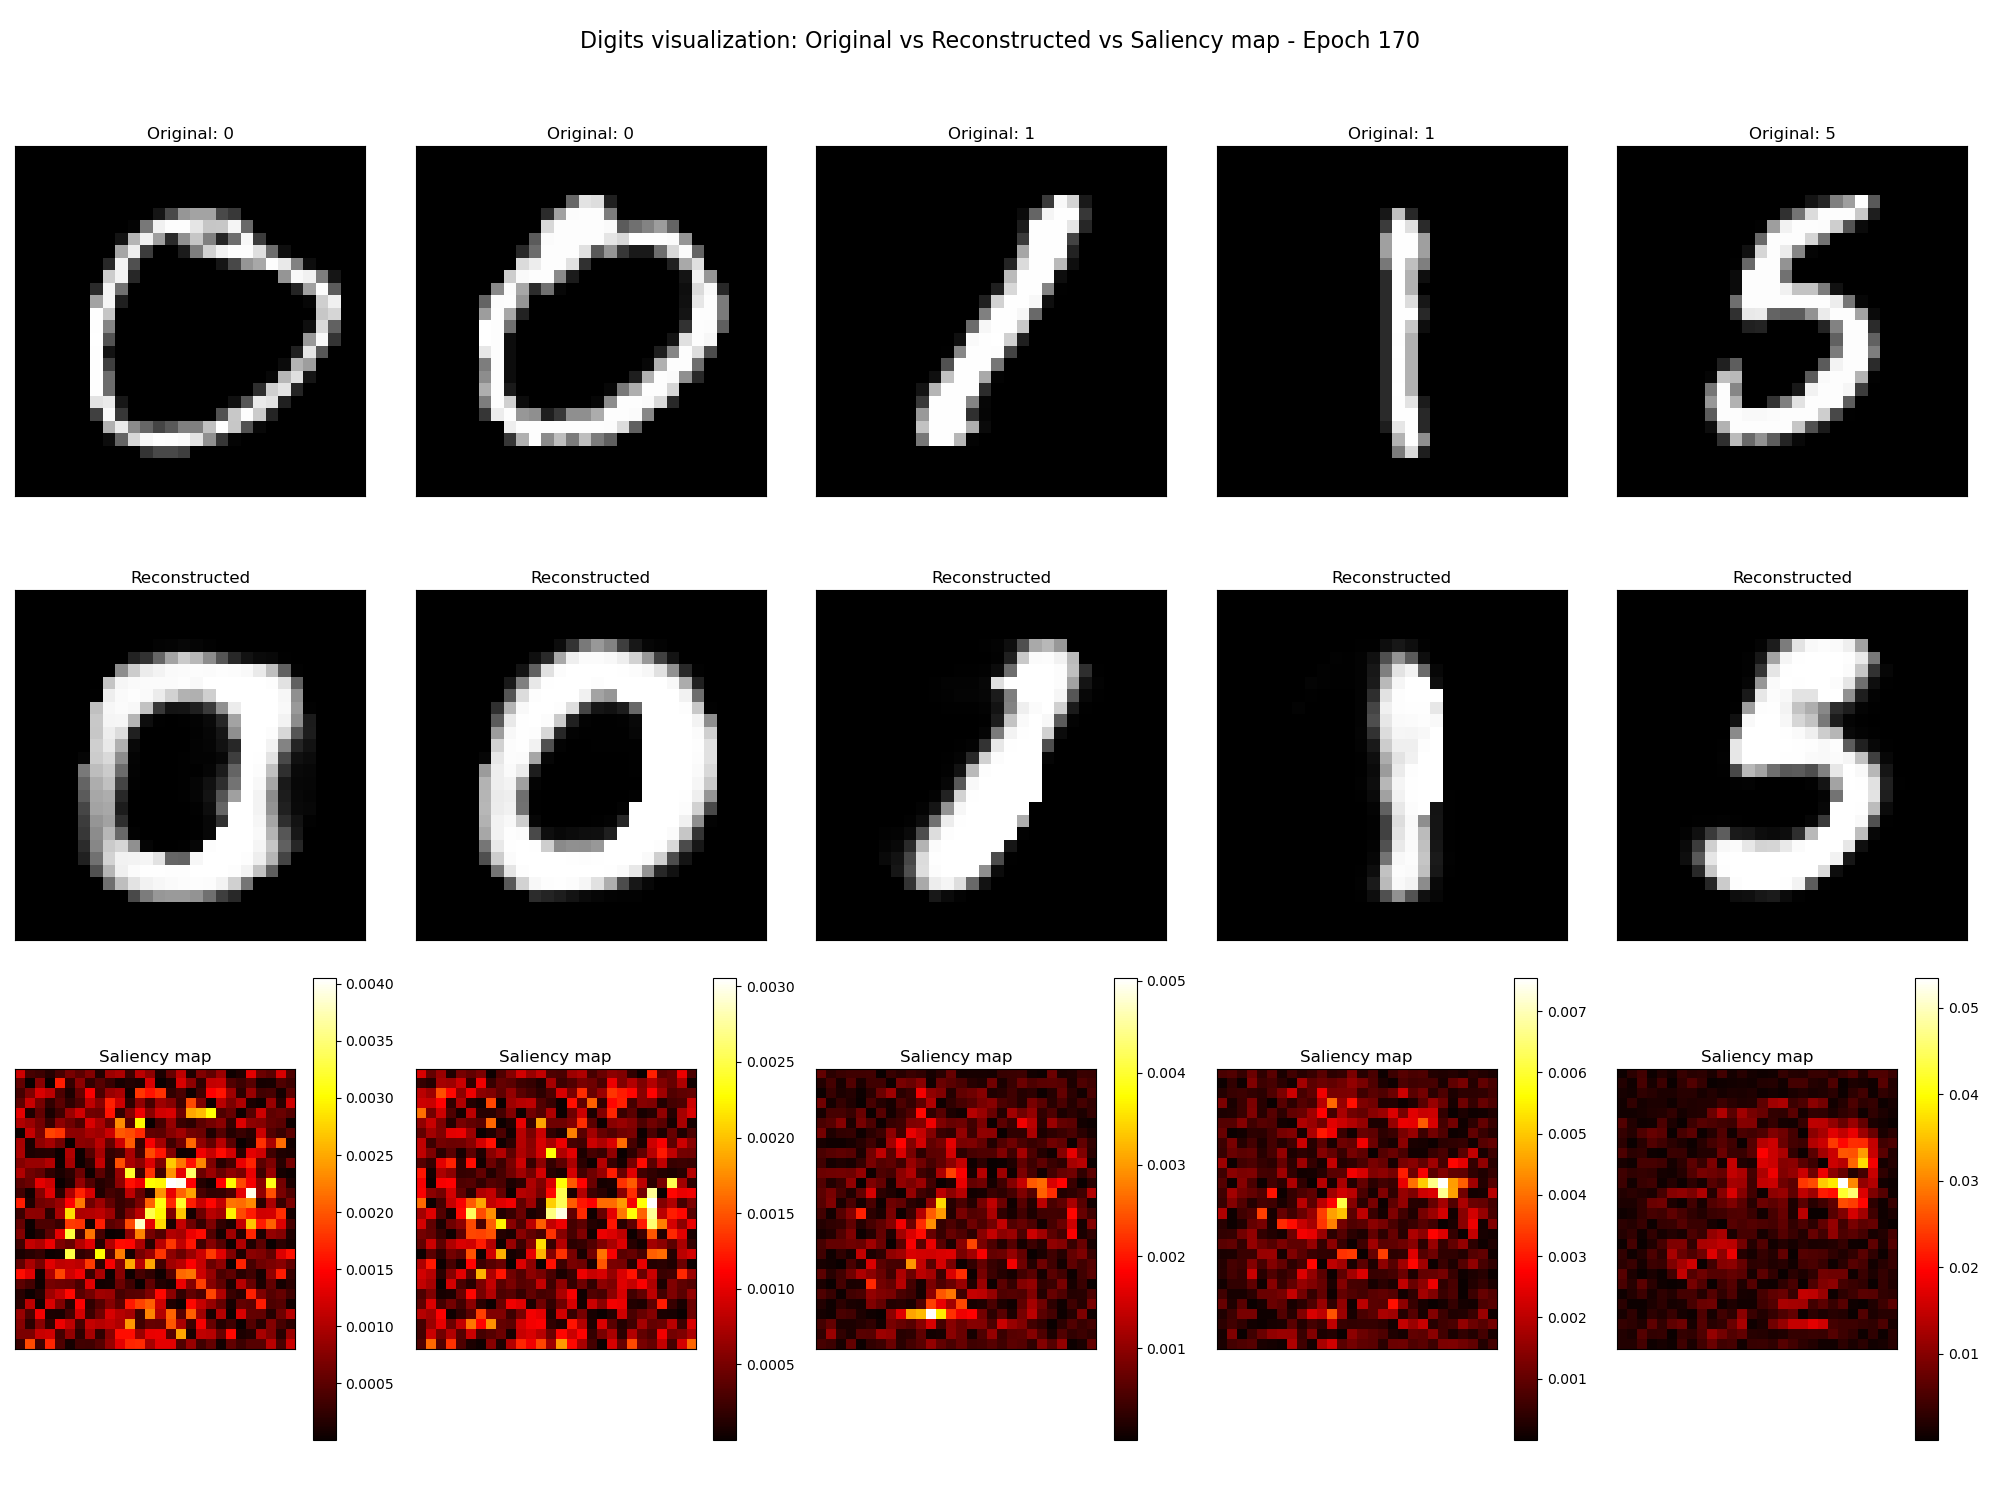 Digits visualization: Original vs Reconstructed vs Saliency map - Epoch 170
Original: 0
Original: 0
Original: 1
Original: 1
Original: 5
Reconstructed
Reconstructed
Reconstructed
Reconstructed
Reconstructed
Saliency map
0.0040
0.0035
0.0030
0.0025
0.0020
0.0015
0.0010
0.0005
Saliency map
0.0030
0.0025
0.0020
0.0015
0.0010
0.0005
Saliency map
0.005
0.004
0.003
0.002
0.001
Saliency map
0.007
0.006
0.005
0.004
0.003
0.002
0.001
Saliency map
0.05
0.04
0.03
0.02
0.01